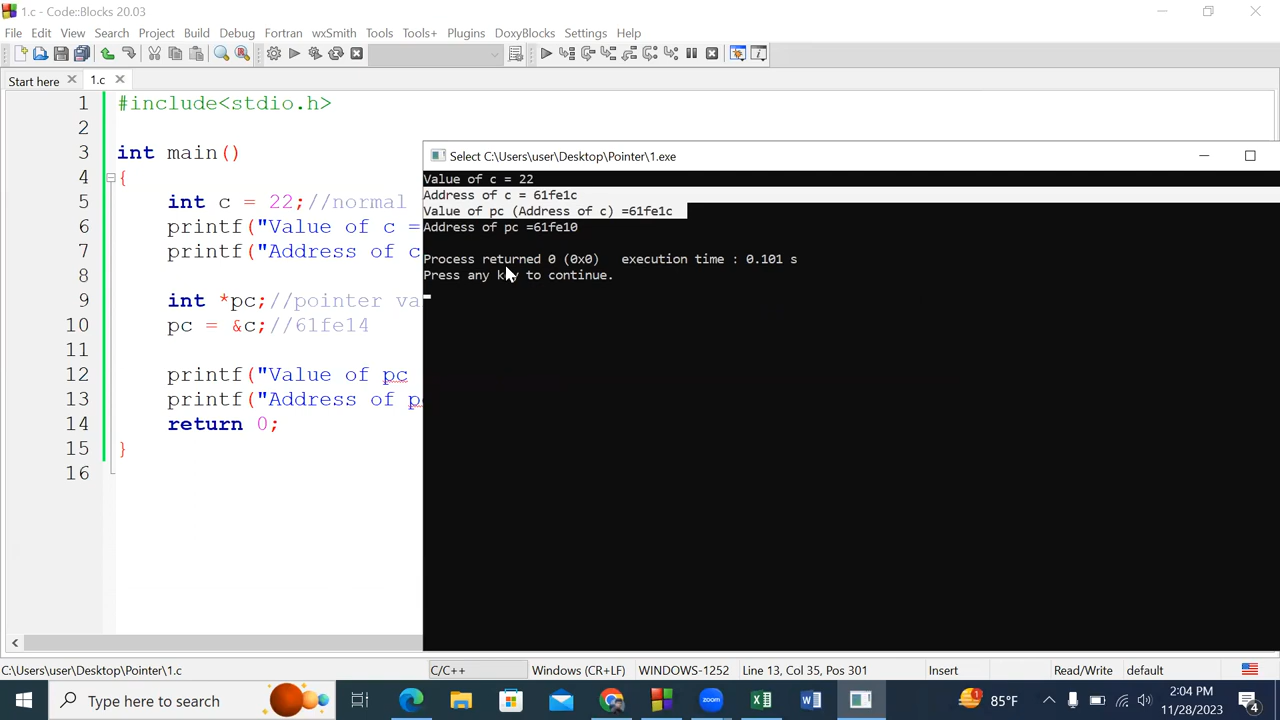 1.c - Code::Blocks 20.03
File Edit View Search Project Build Debug Fortran wxSmith Tools Tools+ Plugins DoxyBlocks Settings Help
Start here 1.c
1 #include<stdio.h>
2
3 int main()
4 {
5 int c = 22;//normal
6 printf("Value of c =
7 printf("Address of c
8
9 int *pc;//pointer va
10 pc = &c;//61fe14
11
12 printf("Value of pc
13 printf("Address of p
14 return 0;
15 }
16
Select C:\Users\user\Desktop\Pointer\1.exe
Value of c = 22
Address of c = 61fe1c
Value of pc (Address of c) =61fe1c
Address of pc =61fe10
Process returned 0 (0x0) execution time : 0.101 s
Press any key to continue.
C:\Users\user\Desktop\Pointer\1.c C/C++ Windows (CR+LF) WINDOWS-1252 Line 13, Col 35, Pos 301 Insert Read/Write default
Type here to search 85°F 2:04 PM
11/28/2023 4